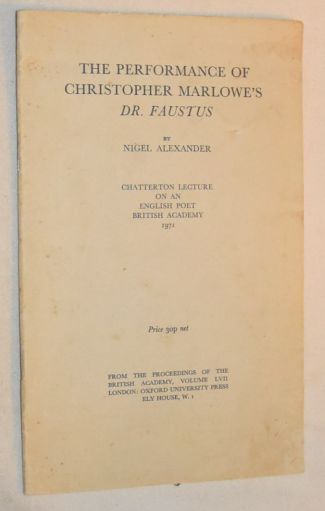 THE PERFORMANCE OF
CHRISTOPHER MARLOWE'S
DR. FAUSTUS
BY
NIGEL ALEXANDER
CHATTERTON LECTURE
ON AN
ENGLISH POET
BRITISH ACADEMY
1971
Price 90p net
FROM THE PROCEEDINGS OF THE
BRITISH ACADEMY, VOLUME LVII
LONDON: OXFORD UNIVERSITY PRESS
ELY HOUSE, W. 1